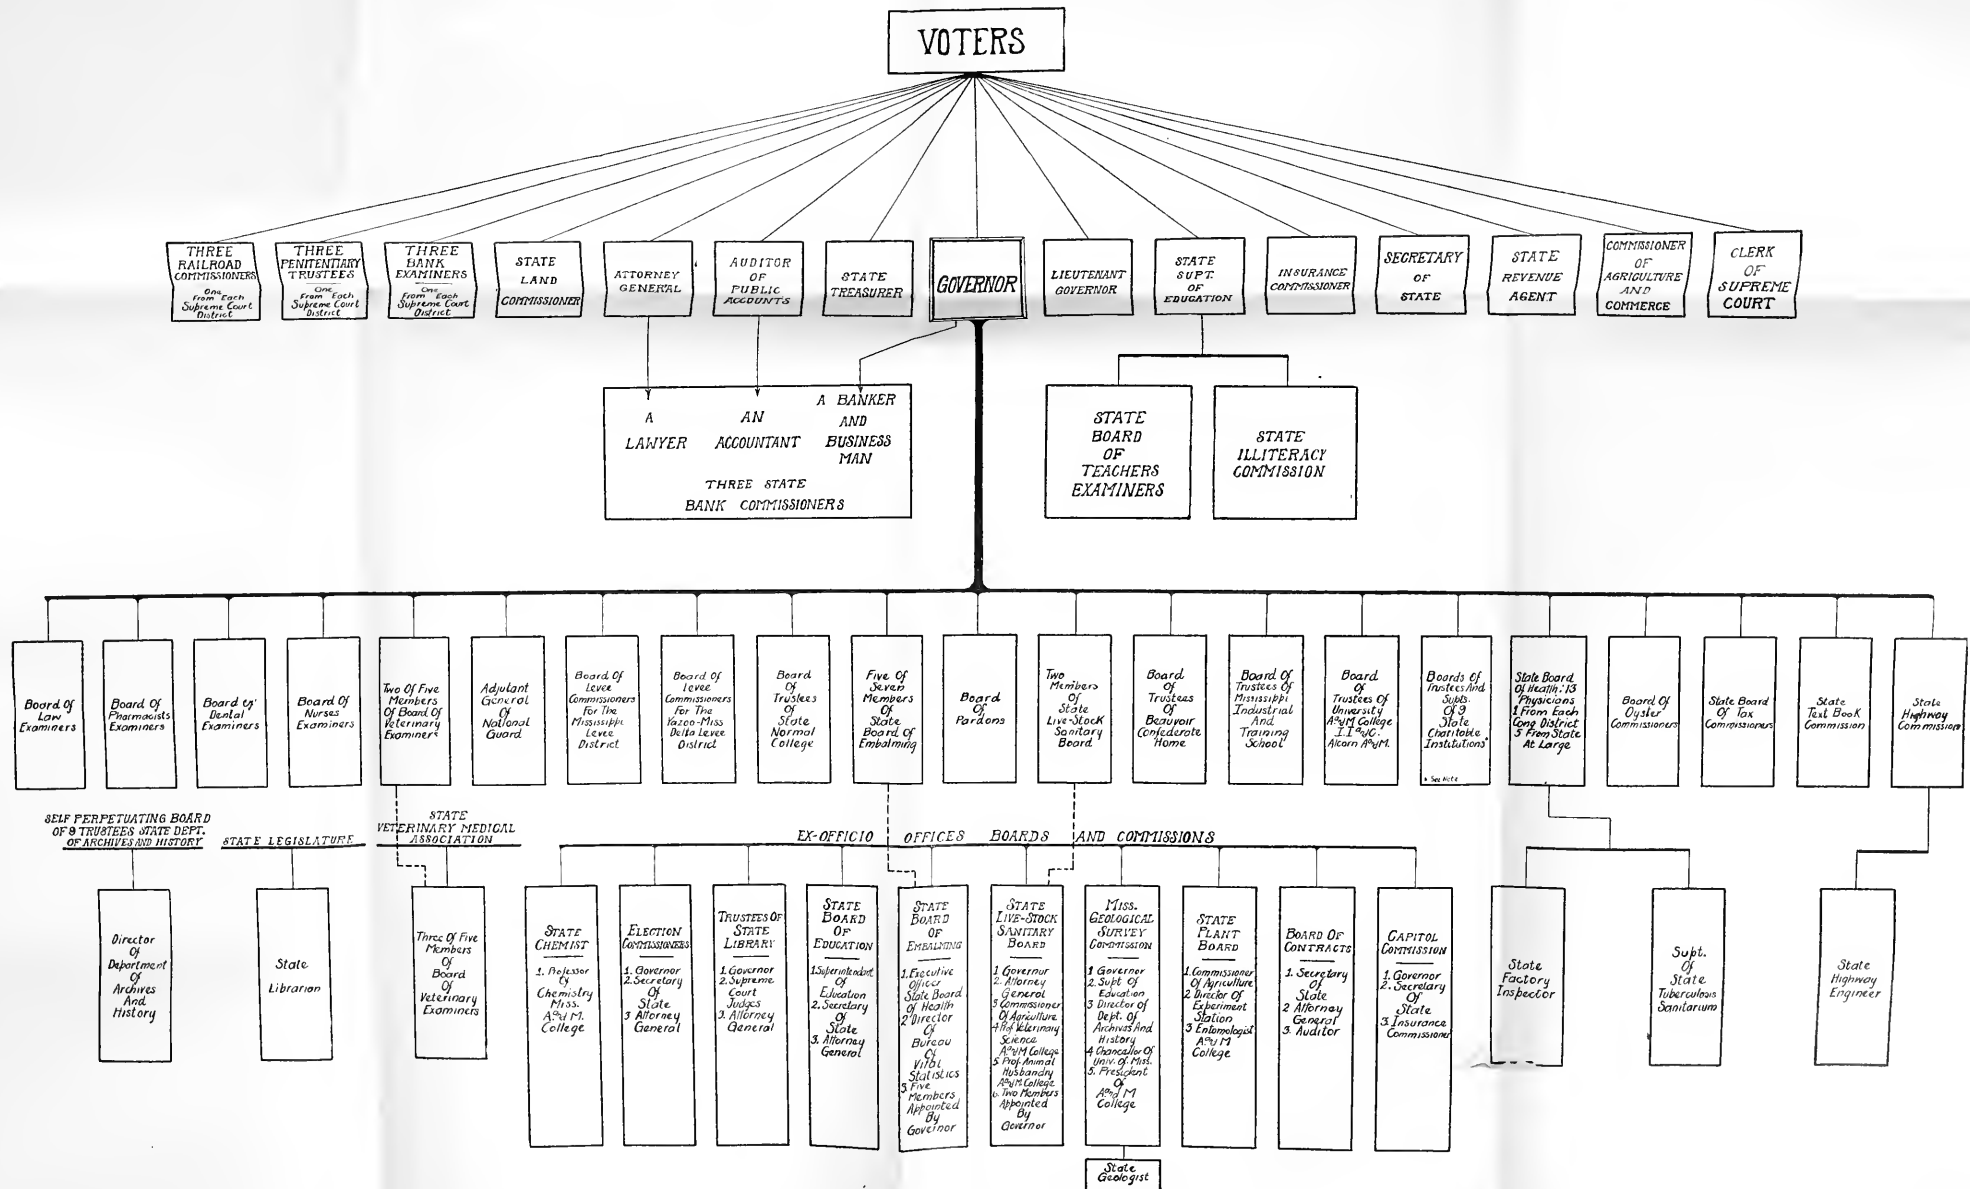 VOTERS
THREE
RAILROAD
COMMISSIONERS
One
From Each
Supreme Court
District
THREE
PENITENTIARY
TRUSTEES
One
From Each
Supreme Court
District
THREE
BANK
EXAMINERS
One
From Each
Supreme Court
District
STATE
LAND
COMMISSIONER
ATTORNEY
GENERAL
AUDITOR
OF
PUBLIC
ACCOUNTS
STATE
TREASURER
GOVERNOR
LIEUTENANT
GOVERNOR
STATE
SUPT.
OF
EDUCATION
INSURANCE
COMMISSIONER
SECRETARY
OF
STATE
STATE
REVENUE
AGENT
COMMISSIONER
OF
AGRICULTURE
AND
COMMERCE
CLERK
OF
SUPREME
COURT
A
LAWYER
AN
ACCOUNTANT
A BANKER
AND
BUSINESS
MAN
THREE STATE
BANK COMMISSIONERS
STATE
BOARD
OF
TEACHERS
EXAMINERS
STATE
ILLITERACY
COMMISSION
Board Of
Law
Examiners
Board Of
Pharmacists
Examiners
Board of
Dental
Examiners
Board Of
Nurses
Examiners
Two Of Five
Members
Of Board Of
Veterinary
Examiners
Adjutant
General
Of
National
Guard
Board Of
Levee
Commissioners
For The
Mississippi
Levee
District
Board Of
Levee
Commissioners
For The
Yazoo-Miss
Delta Levee
District
Board
Of
Trustees
Of
State
Normal
College
Five Of
Seven
Members
Of
State
Board Of
Embalming
Board
Of
Pardons
Two
Members
Of
State
Live-Stock
Sanitary
Board
Board
Of
Trustees
Of
Beauvoir
Confederate
Home
Board Of
Trustees Of
Mississippi
Industrial
And
Training
School
Board
Of
Trustees Of
University
A and M College
I.I and C.
Alcorn A and M.
Boards Of
Trustees And
Supts.
Of 9
State
Charitable
Institutions*
* See Note
State Board
Of Health: 13
Physicians
1 From Each
Cong District
5 From State
At Large
Board Of
Oyster
Commissioners
State Board
Of Tax
Commissioners
State
Text Book
Commission
State
Highway
Commission
SELF PERPETUATING BOARD
OF 9 TRUSTEES STATE DEPT.
OF ARCHIVES AND HISTORY
STATE LEGISLATURE
STATE
VETERINARY MEDICAL
ASSOCIATION
EX-OFFICIO OFFICES BOARDS AND COMMISSIONS
Director
Of
Department
Of
Archives
And
History
State
Librarian
Three Of Five
Members
Of
Board
Of
Veterinary
Examiners
STATE
CHEMIST
1. Professor
Of
Chemistry
Miss.
A and M.
College
ELECTION
COMMISSIONERS
1. Governor
2. Secretary
Of
State
3 Attorney
General
TRUSTEES OF
STATE
LIBRARY
1. Governor
2. Supreme
Court
Judges
3. Attorney
General
STATE
BOARD
OF
EDUCATION
1. Superintendant
Of
Education
2. Secretary
Of
State
3. Attorney
General
STATE
BOARD
OF
EMBALMING
1. Executive
Officer
State Board
Of Health
2 Director
Of
Bureau
Of
Vital
Statistics
3. Five
Members
Appointed
By
Governor
STATE
LIVE-STOCK
SANITARY
BOARD
1 Governor
2. Attorney
General
3 Commissioner
Of Agriculture
4 Prof Veterinary
Science
A and M College
5 Prof. Animal
Husbandry
A and M. College
6. Two Members
Appointed
By
Governor
MISS.
GEOLOGICAL
SURVEY
COMMISSION
1 Governor
2. Supt Of
Education
3 Director Of
Dept. Of
Archives And
History
4 Chancellor Of
Univ. Of Miss.
5. President
Of
A and M
College
State
Geologist
STATE
PLANT
BOARD
1. Commissioner
Of Agriculture
2 Director Of
Experiment
Station
3 Entomologist
A and M
College
BOARD OF
CONTRACTS
1. Secretary
Of
State
2 Attorney
General
3. Auditor
CAPITOL
COMMISSION
1. Governor
2. Secretary
Of
State
3. Insurance
Commissioner
State
Factory
Inspector
Supt.
Of
State
Tuberculosis
Sanitarium
State
Highway
Engineer